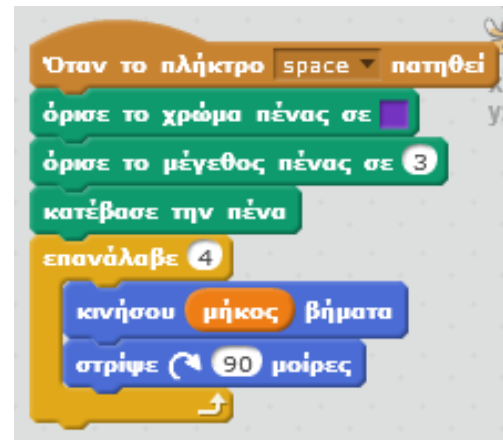 Όταν το πλήκτρο space πατηθεί
όρισε το χρώμα πένας σε
όρισε το μέγεθος πένας σε 3
κατέβασε την πένα
επανάλαβε 4
κινήσου μήκος βήματα
στρίψε 90 μοίρες